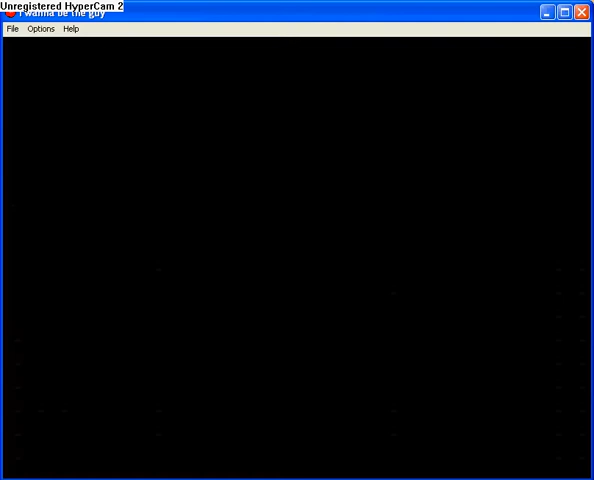 Unregistered HyperCam 2
i wanna be the guy
File Options Help